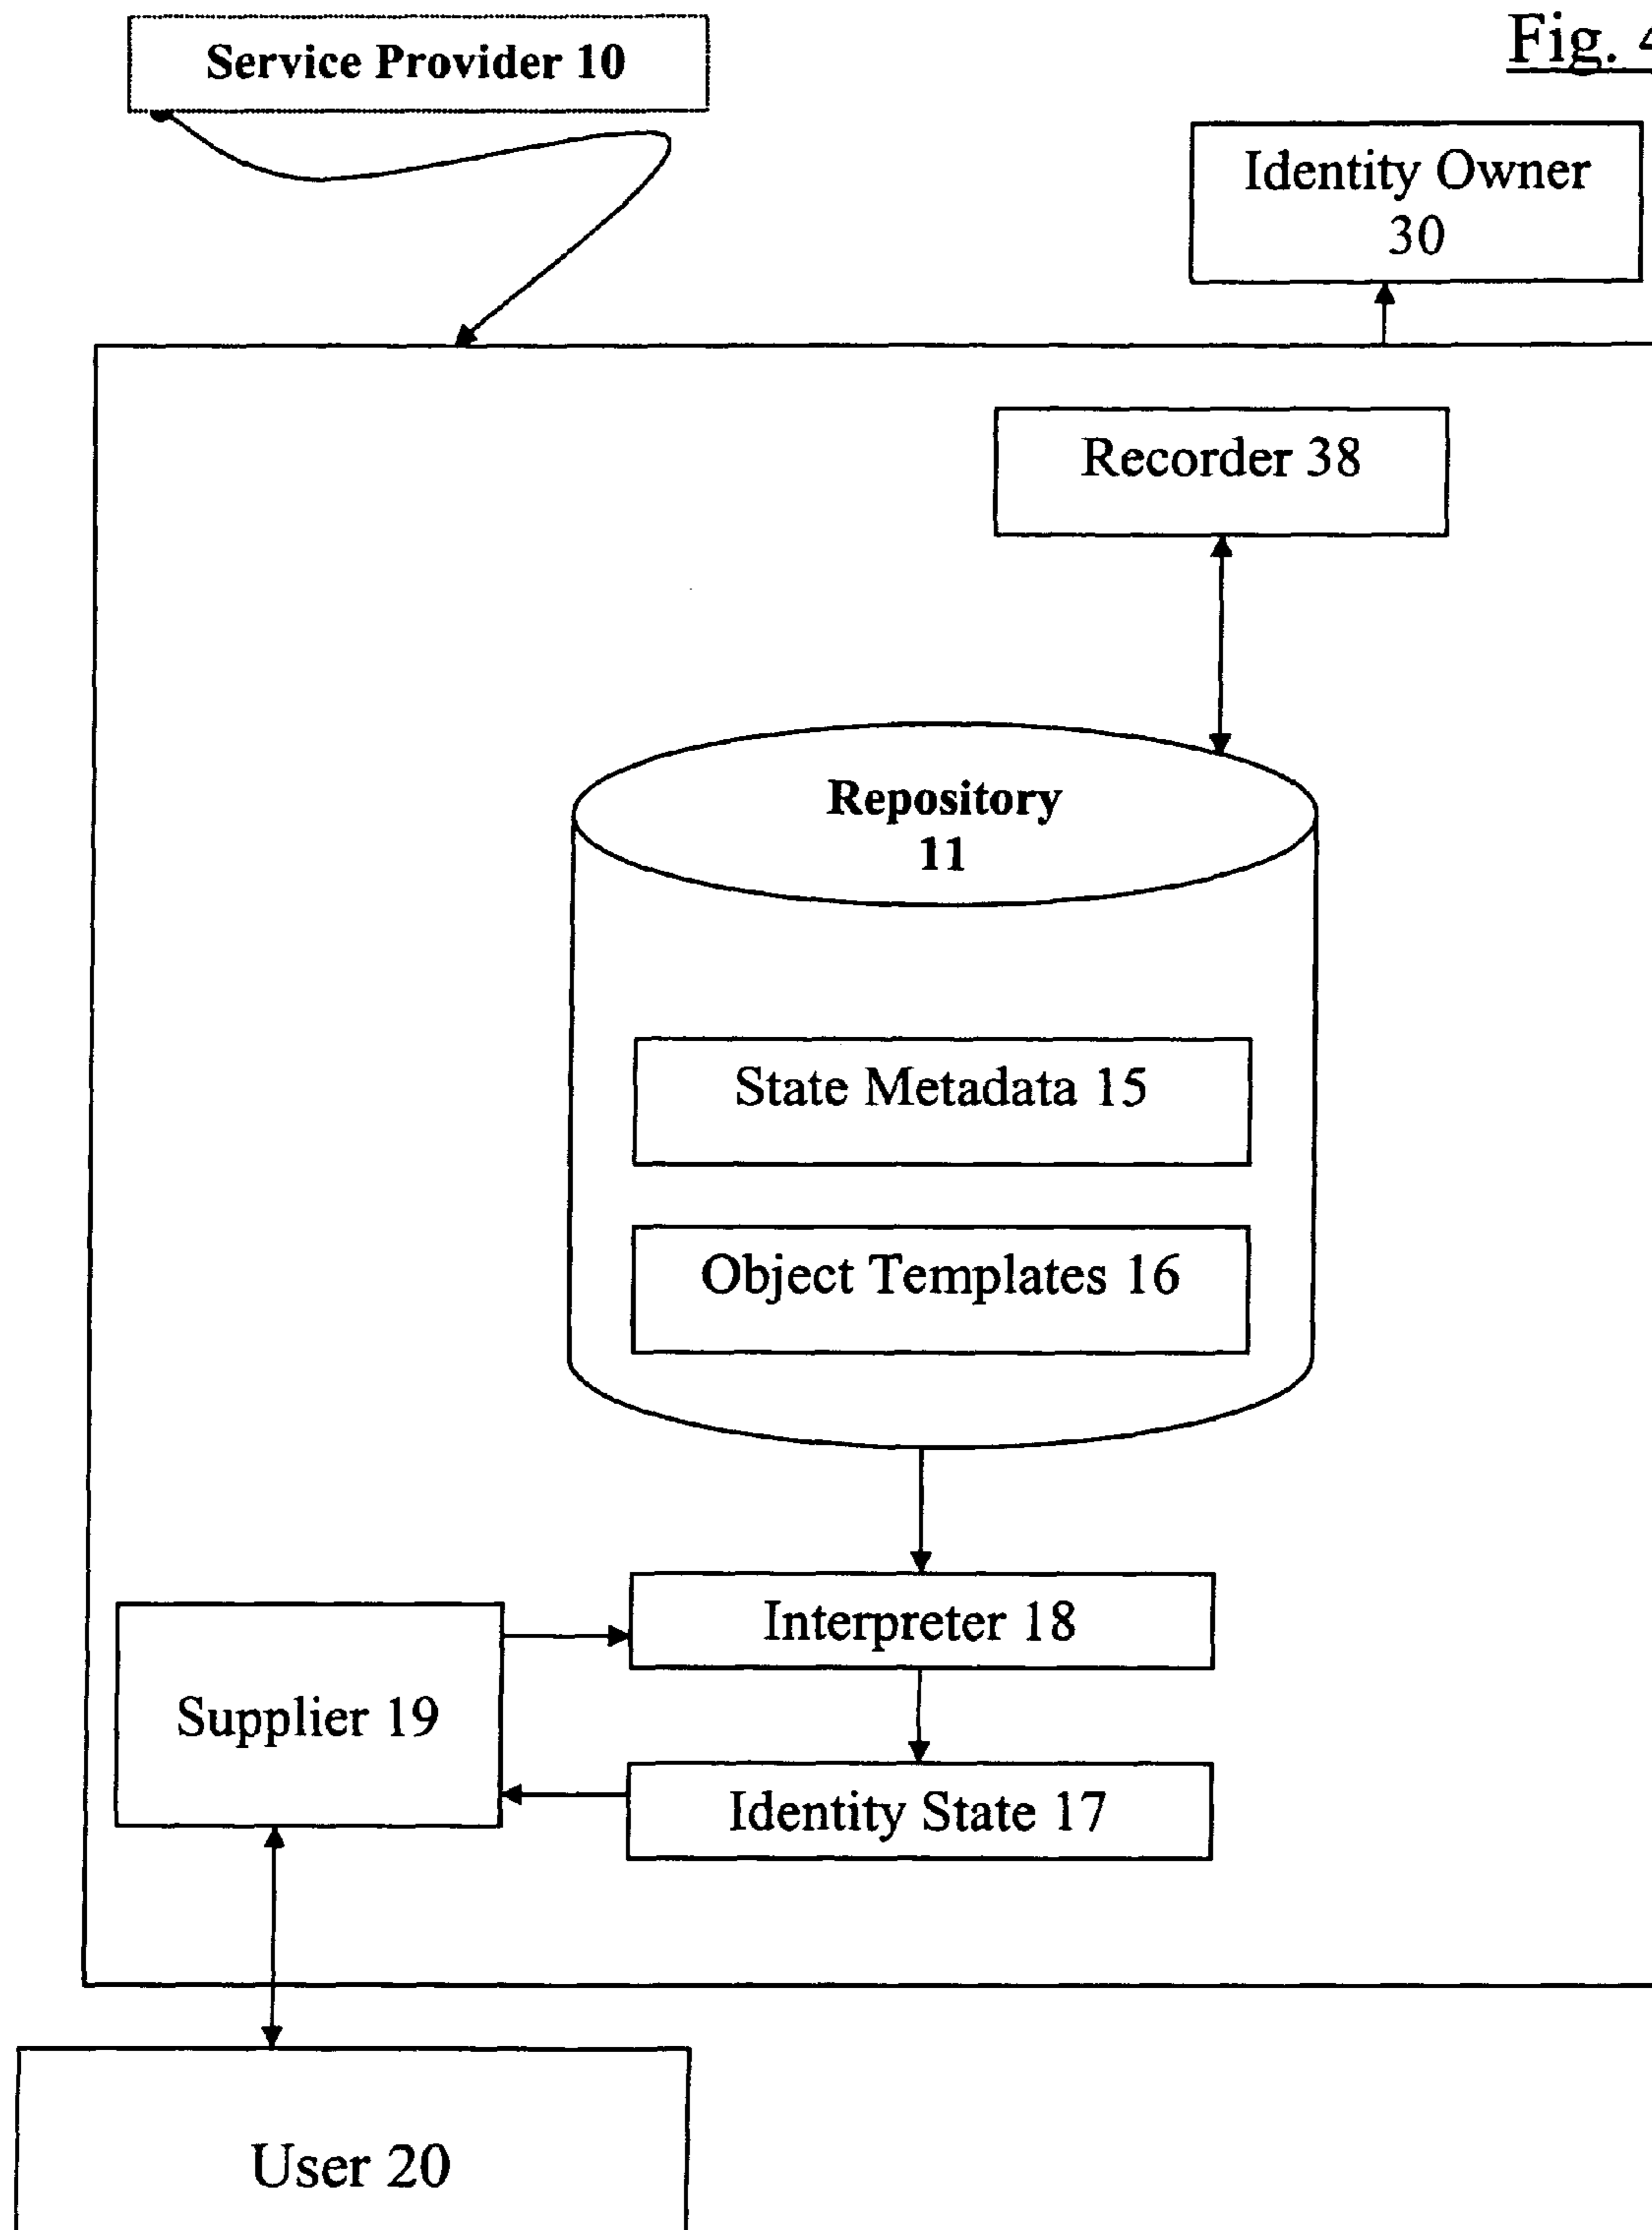 Service Provider 10
Fig. 4
Identity Owner
30
Recorder 38
Repository
11
State Metadata 15
Object Templates 16
Interpreter 18
Supplier 19
Identity State 17
User 20